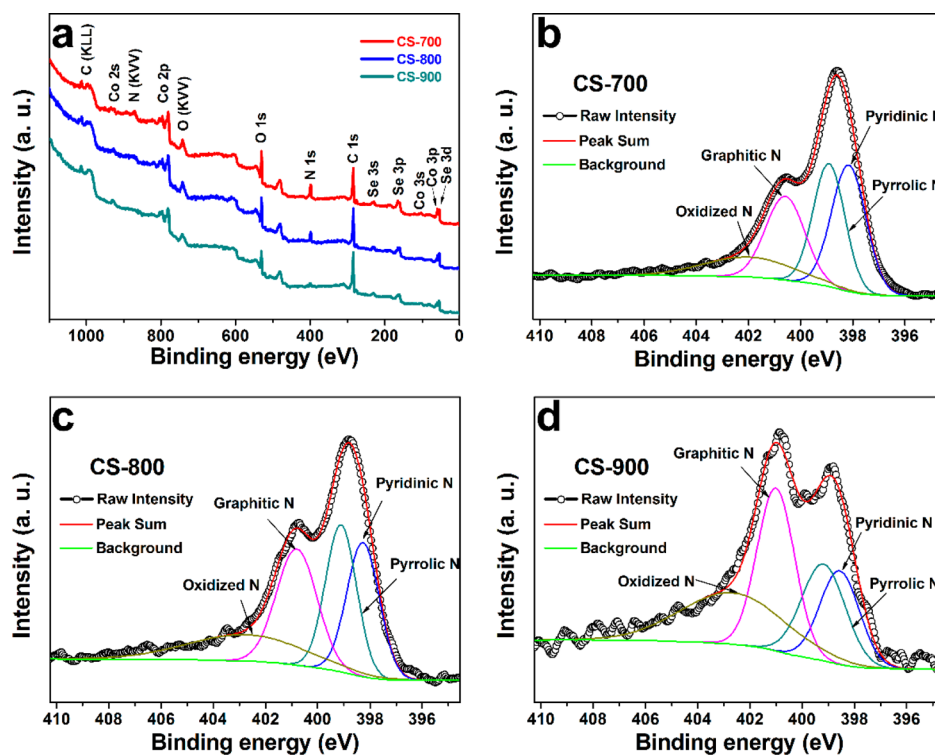 a
CS-700
CS-800
CS-900
C (KLL)
Co 2s
N (KVV)
Co 2p
O (KVV)
O 1s
N 1s
C 1s
Se 3s
Se 3p
Co 3s
Co 3p
Se 3d
Intensity (a. u.)
1000 800 600 400 200 0
Binding energy (eV)
b
CS-700
Raw Intensity
Peak Sum
Background
Graphitic N
Oxidized N
Pyridinic N
Pyrrolic N
Intensity (a. u.)
410 408 406 404 402 400 398 396
Binding energy (eV)
c
CS-800
Raw Intensity
Peak Sum
Background
Graphitic N
Oxidized N
Pyridinic N
Pyrrolic N
Intensity (a. u.)
410 408 406 404 402 400 398 396
Binding energy (eV)
d
CS-900
Raw Intensity
Peak Sum
Background
Graphitic N
Oxidized N
Pyridinic N
Pyrrolic N
Intensity (a. u.)
410 408 406 404 402 400 398 396
Binding energy (eV)